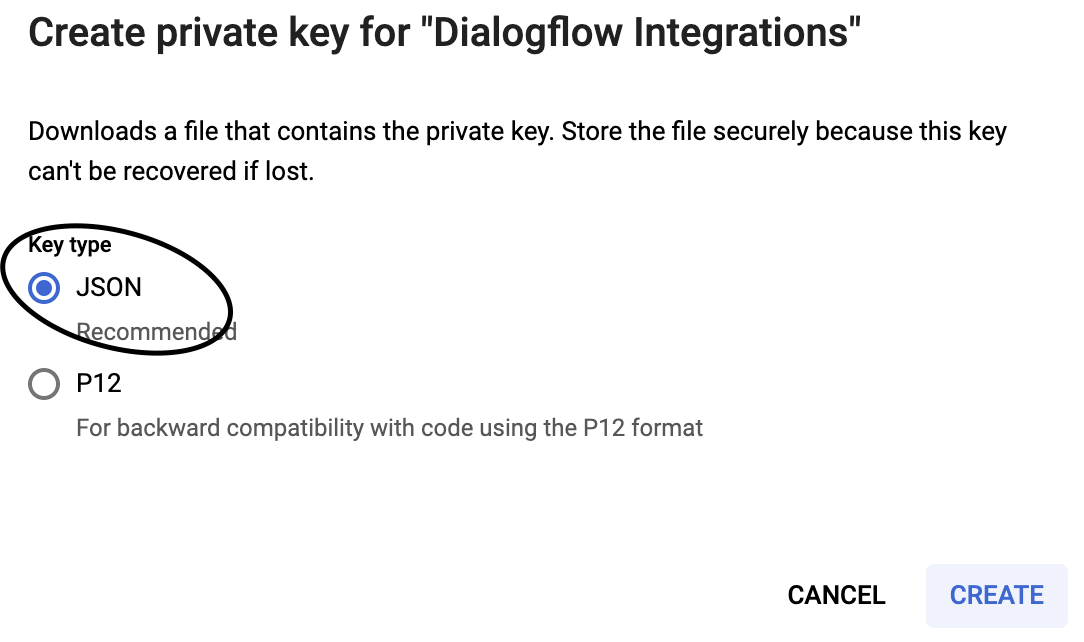 Create private key for "Dialogflow Integrations"
Downloads a file that contains the private key. Store the file securely because this key
can't be recovered if lost.
Key type
JSON
Recommended
P12
For backward compatibility with code using the P12 format
CANCEL
CREATE